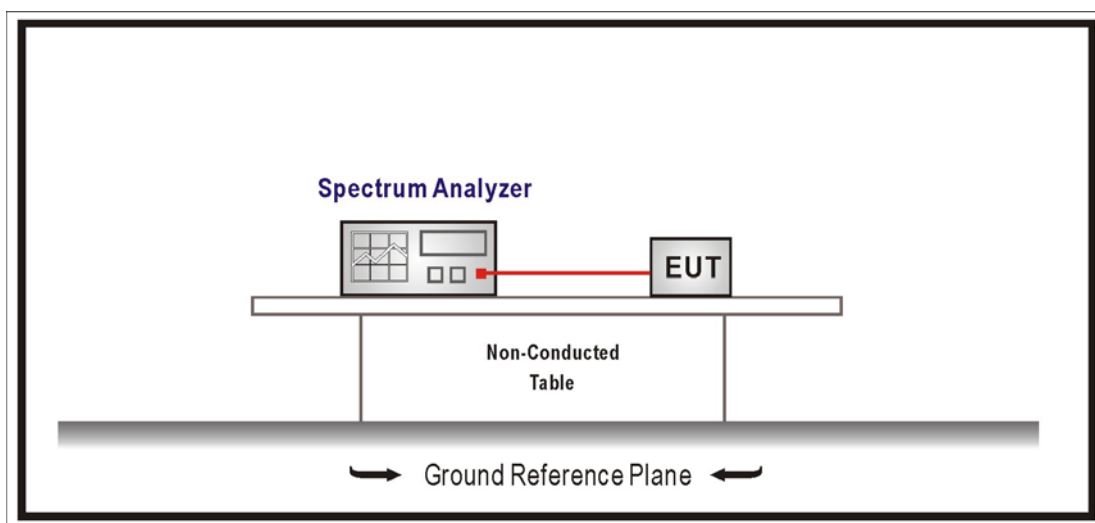 Spectrum Analyzer
EUT
Non-Conducted
Table
Ground Reference Plane